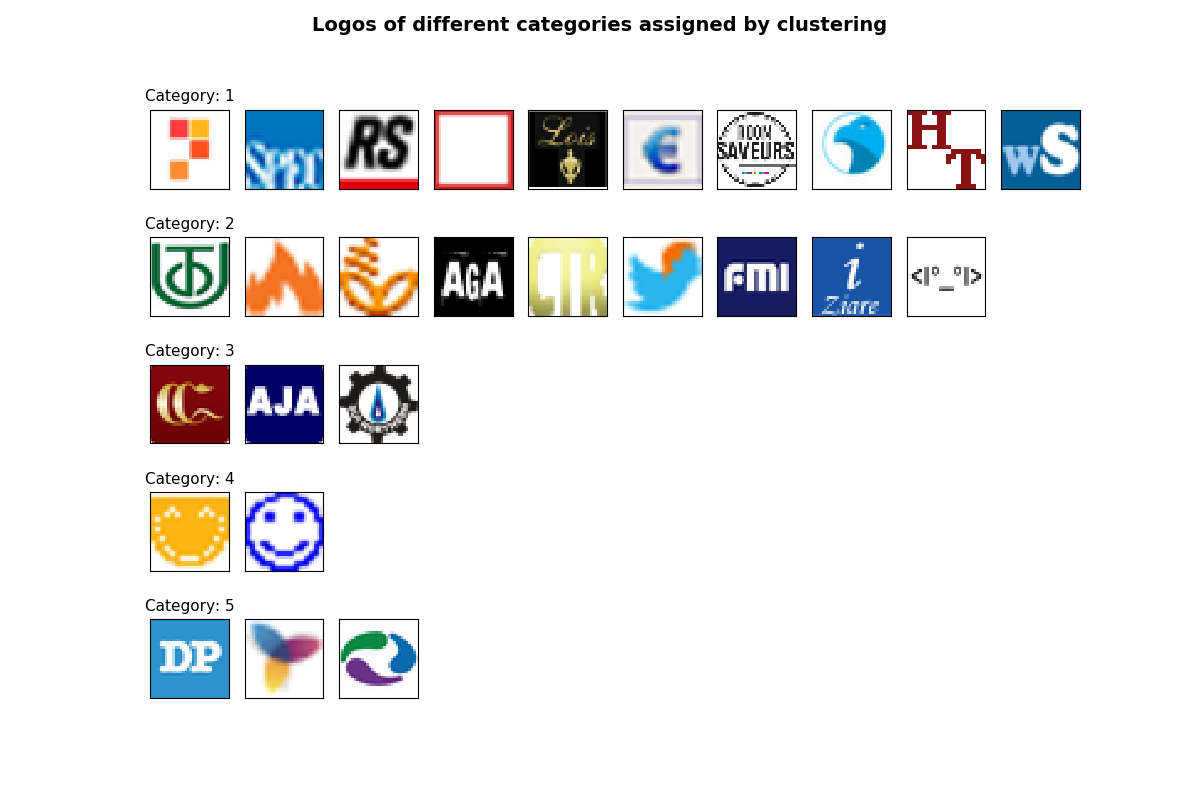 Logos of different categories assigned by clustering
Category: 1
Spec
RS
Lois
€
100%
SAVEURS
H
T
wS
Category: 2
AGA
CTR
FMI
i
Ziare
<|°_°|>
Category: 3
AJA
Category: 4
Category: 5
DP